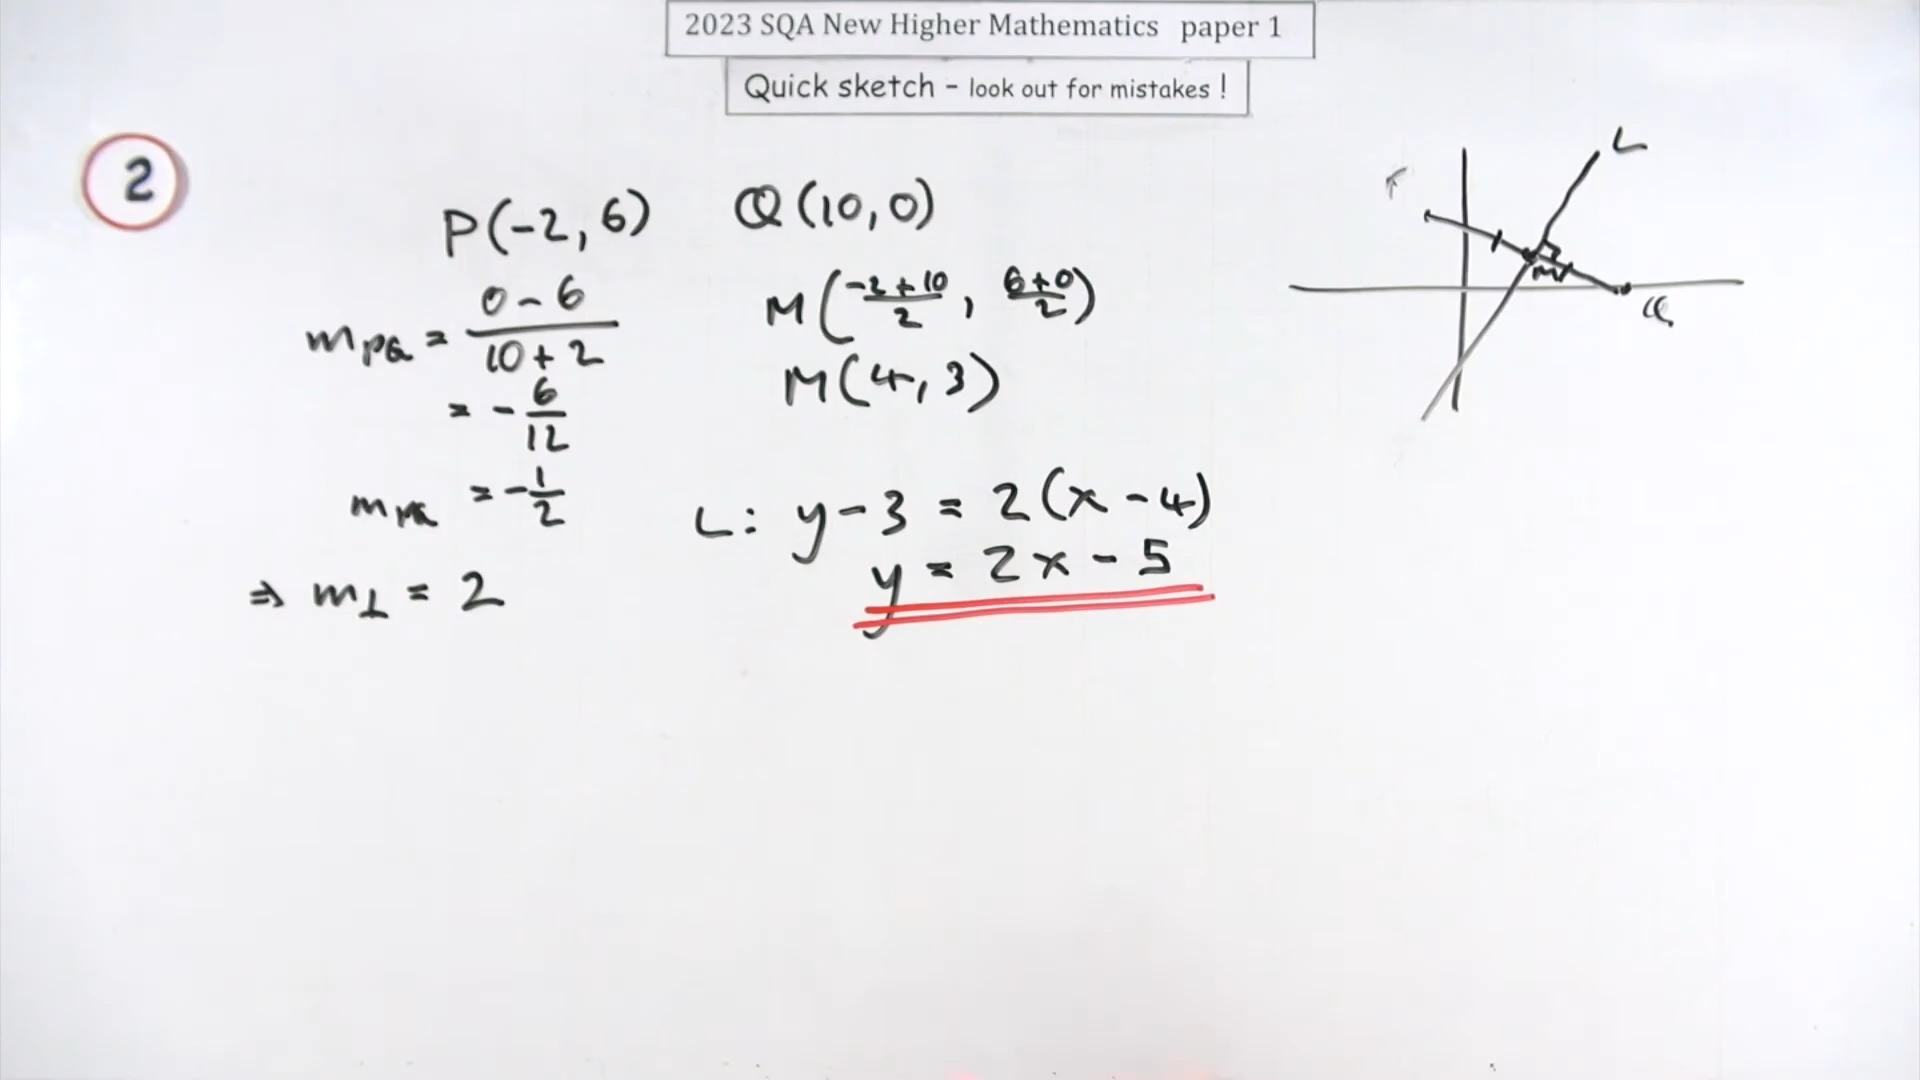 2023 SQA New Higher Mathematics paper 1
Quick sketch – look out for mistakes !
2
P(-2, 6) Q(10, 0)
m_PQ = (0 - 6)/(10 + 2)
= - 6/12
m_PQ = - 1/2
⇒ m⊥ = 2
M((-2+10)/2, (6+0)/2)
M(4, 3)
L: y - 3 = 2(x - 4)
y = 2x - 5
L
M
Q